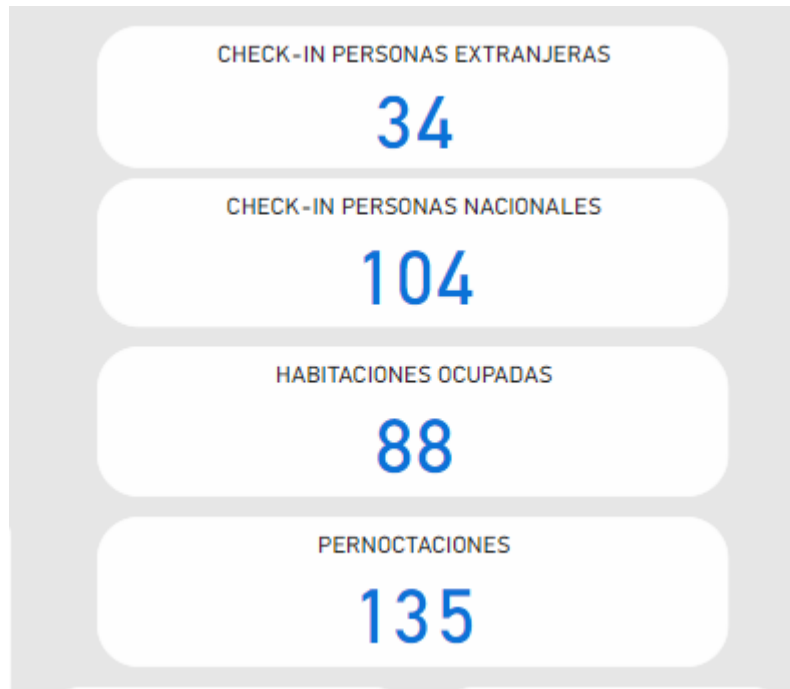 CHECK-IN PERSONAS EXTRANJERAS
34
CHECK-IN PERSONAS NACIONALES
104
HABITACIONES OCUPADAS
88
PERNOCTACIONES
135